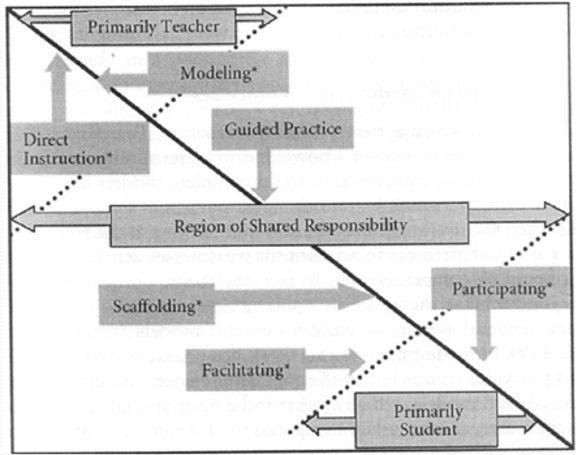 Primarily Teacher
Modeling*
Direct
Instruction*
Guided Practice
Region of Shared Responsibility
Scaffolding*
Participating*
Facilitating*
Primarily
Student